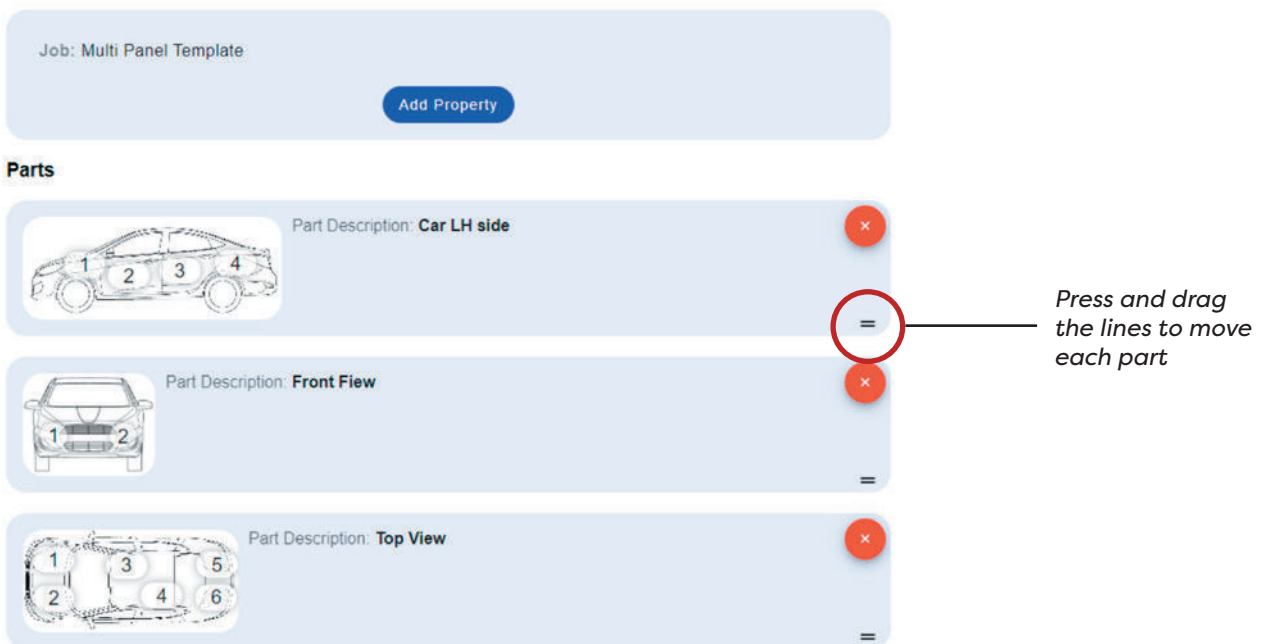 Job: Multi Panel Template
Add Property
Parts
Part Description: Car LH side
×
1 2 3 4
=
Press and drag
the lines to move
each part
Part Description: Front Fiew
×
1 2
=
Part Description: Top View
×
1 3 5
2 4 6
=